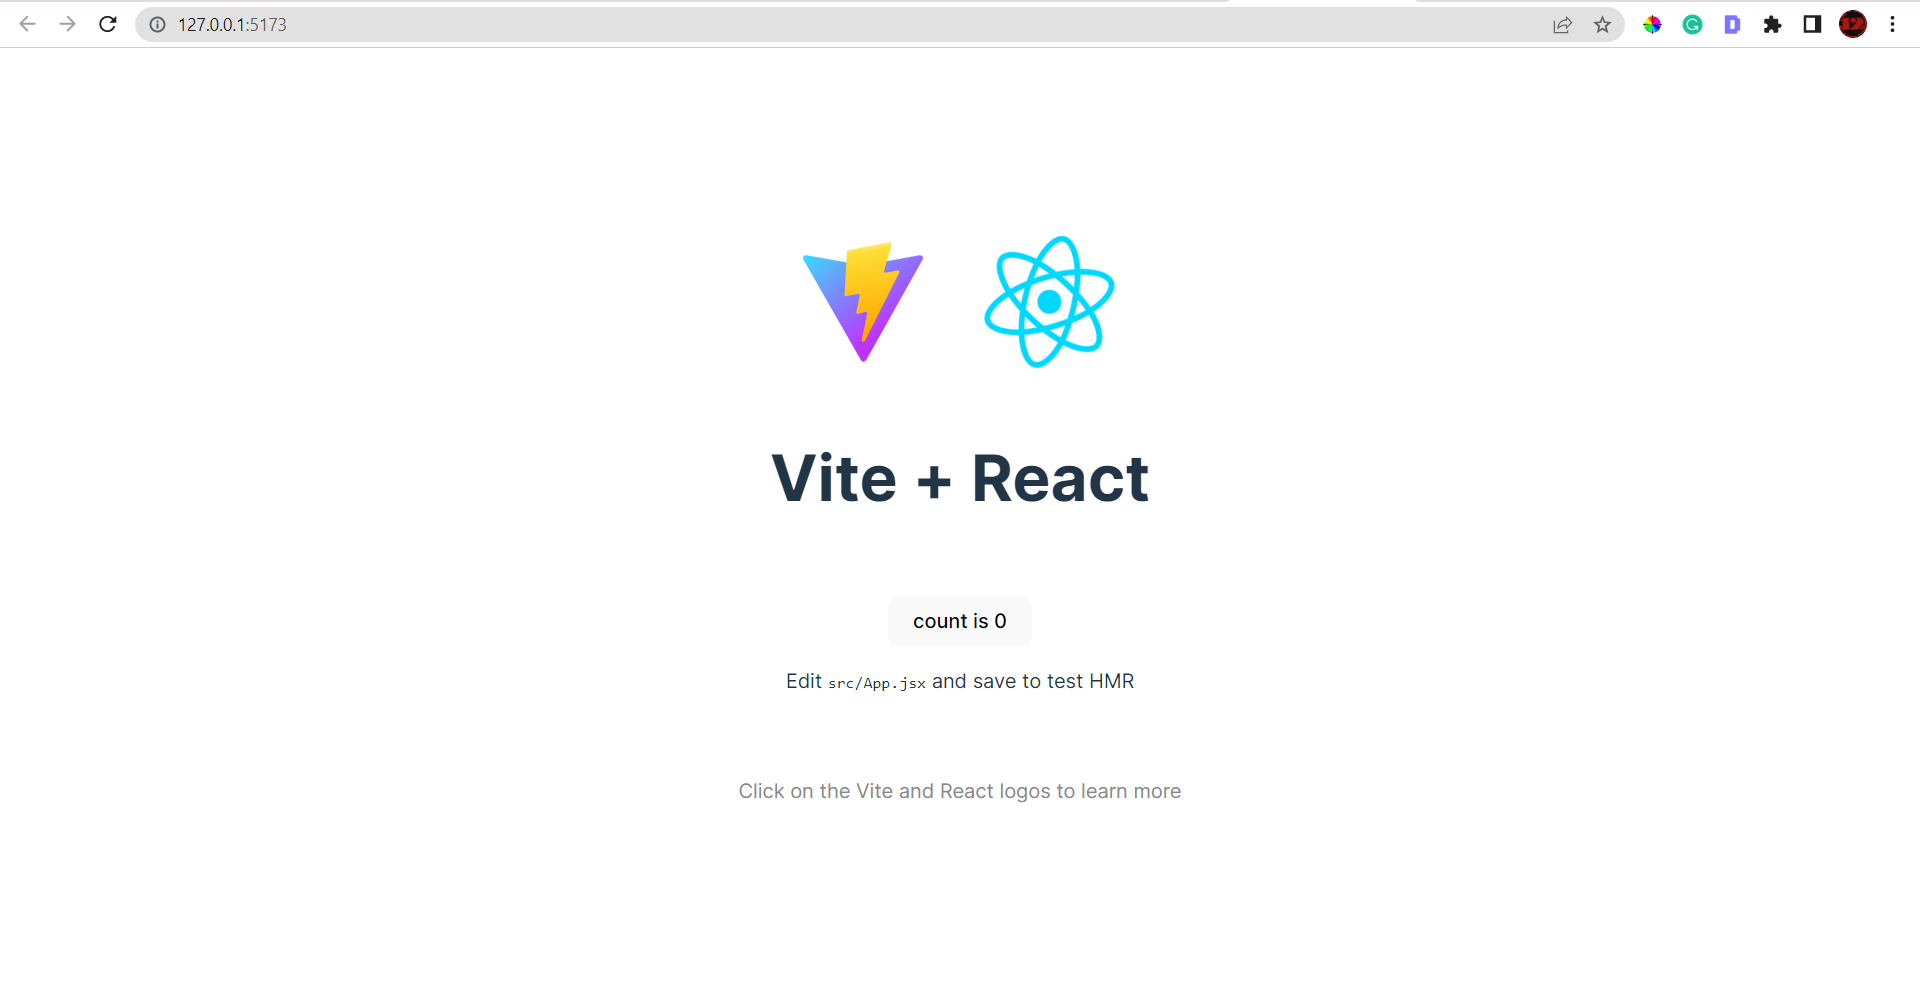 127.0.0.1:5173
Vite + React
count is 0
Edit src/App.jsx and save to test HMR
Click on the Vite and React logos to learn more